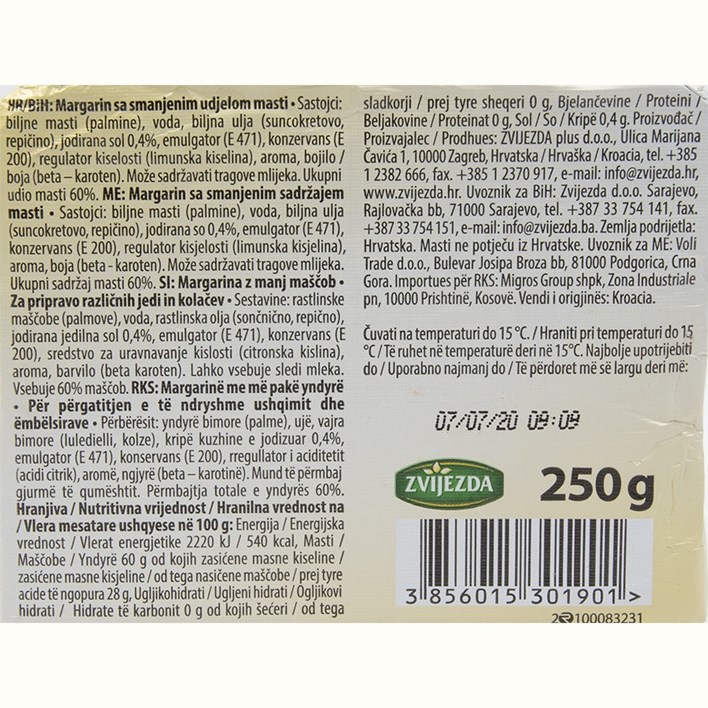 HR/BiH: Margarin sa smanjenim udjelom masti • Sastojci:
biljne masti (palmine), voda, biljna ulja (suncokretovo,
repičino), jodirana sol 0,4%, emulgator (E 471), konzervans (E
200), regulator kiselosti (limunska kiselina), aroma, bojilo /
boja (beta – karoten). Može sadržavati tragove mlijeka. Ukupni
udio masti 60%. ME: Margarin sa smanjenim sadržajem
masti • Sastojci: biljne masti (palmine), voda, biljna ulja
(suncokretovo, repičino), jodirana so 0,4%, emulgator (E 471),
konzervans (E 200), regulator kisjelosti (limunska kisjelina),
aroma, boja (beta - karoten). Može sadržavati tragove mlijeka.
Ukupni sadržaj masti 60%. SI: Margarina z manj maščob •
Za pripravo različnih jedi in kolačev • Sestavine: rastlinske
maščobe (palmove), voda, rastlinska olja (sončnično, repično),
jodirana jedilna sol 0,4%, emulgator (E 471), konzervans (E
200), sredstvo za uravnavanje kislosti (citronska kislina),
aroma, barvilo (beta karoten). Lahko vsebuje sledi mleka.
Vsebuje 60% maščob. RKS: Margarinë me më pakë yndyrë
• Për përgatitjen e të ndryshme ushqimit dhe
ëmbëlsirave • Përbërësit: yndyrë bimore (palme), ujë, vajra
bimore (luledielli, kolze), kripë kuzhine e jodizuar 0,4%,
emulgues (E 471), konservans (E 200), rregullator i aciditetit
(acidi citrik), aromë, ngjyrë (beta – karotinë). Mund të përmbaj
gjurmë të qumështit. Përmbajtja totale e yndyrës 60%.
Hranjiva / Nutritivna vrijednost / Hranilna vrednost na
/ Vlera mesatare ushqyese në 100 g: Energija / Energijska
vrednost / Vlerat energjetike 2220 kJ / 540 kcal, Masti /
Maščobe / Yndyrë 60 g od kojih zasićene masne kiseline /
zasićene masne kisjeline / od tega nasičene maščobe / prej tyre
acide të ngopura 28 g, Ugljikohidrati / Ugljeni hidrati / Ogljikovi
hidrati / Hidrate të karbonit 0 g od kojih šećeri / od tega
sladkorji / prej tyre sheqeri 0 g, Bjelančevine / Proteini /
Beljakovine / Proteinat 0 g, Sol / So / Kripë 0,4 g. Proizvođač /
Proizvajalec / Prodhues: ZVIJEZDA plus d.o.o., Ulica Marijana
Čavića 1, 10000 Zagreb, Hrvatska / Hrvaška / Kroacia, tel. +385
1 2382 666, fax. +385 1 2370 917, e-mail: info@zvijezda.hr,
www.zvijezda.hr. Uvoznik za BiH: Zvijezda d.o.o. Sarajevo,
Rajlovačka bb, 71000 Sarajevo, tel. +387 33 754 141, fax.
+387 33 754 151, e-mail: info@zvijezda.ba. Zemlja podrijetla:
Hrvatska. Masti ne potječu iz Hrvatske. Uvoznik za ME: Voli
Trade d.o.o., Bulevar Josipa Broza bb, 81000 Podgorica, Crna
Gora. Importues për RKS: Migros Group shpk, Zona Industriale
pn, 10000 Prishtinë, Kosovë. Vendi i origjinës: Kroacia.
Čuvati na temperaturi do 15 °C. / Hraniti pri temperaturi do 15
°C / Të ruhet në temperaturë deri në 15°C. Najbolje upotrijebiti
do / Uporabno najmanj do / Të përdoret më së largu deri më:
07/07/20 09:09
ZVIJEZDA
250 g
3 856015 301901 >
2R100083231